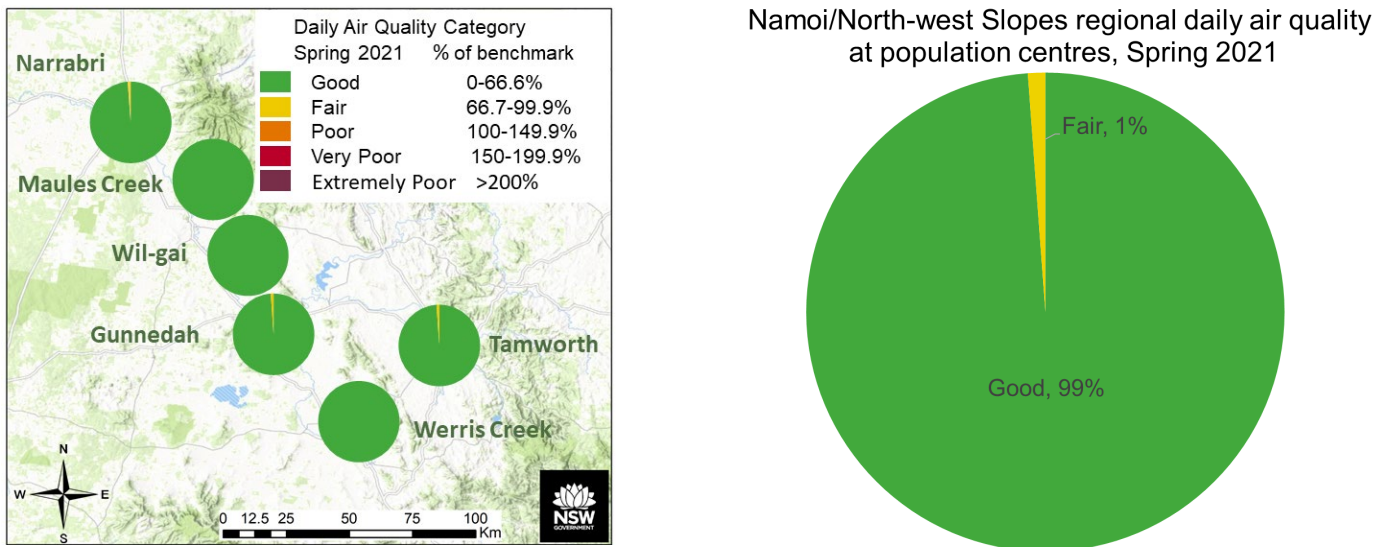 Daily Air Quality Category
Spring 2021 % of benchmark
Good 0-66.6%
Fair 66.7-99.9%
Poor 100-149.9%
Very Poor 150-199.9%
Extremely Poor >200%
Narrabri
Maules Creek
Wil-gai
Gunnedah
Tamworth
Werris Creek
N
W E
S
0 12.5 25 50 75 100
Km
NSW
GOVERNMENT
Namoi/North-west Slopes regional daily air quality
at population centres, Spring 2021
Fair, 1%
Good, 99%